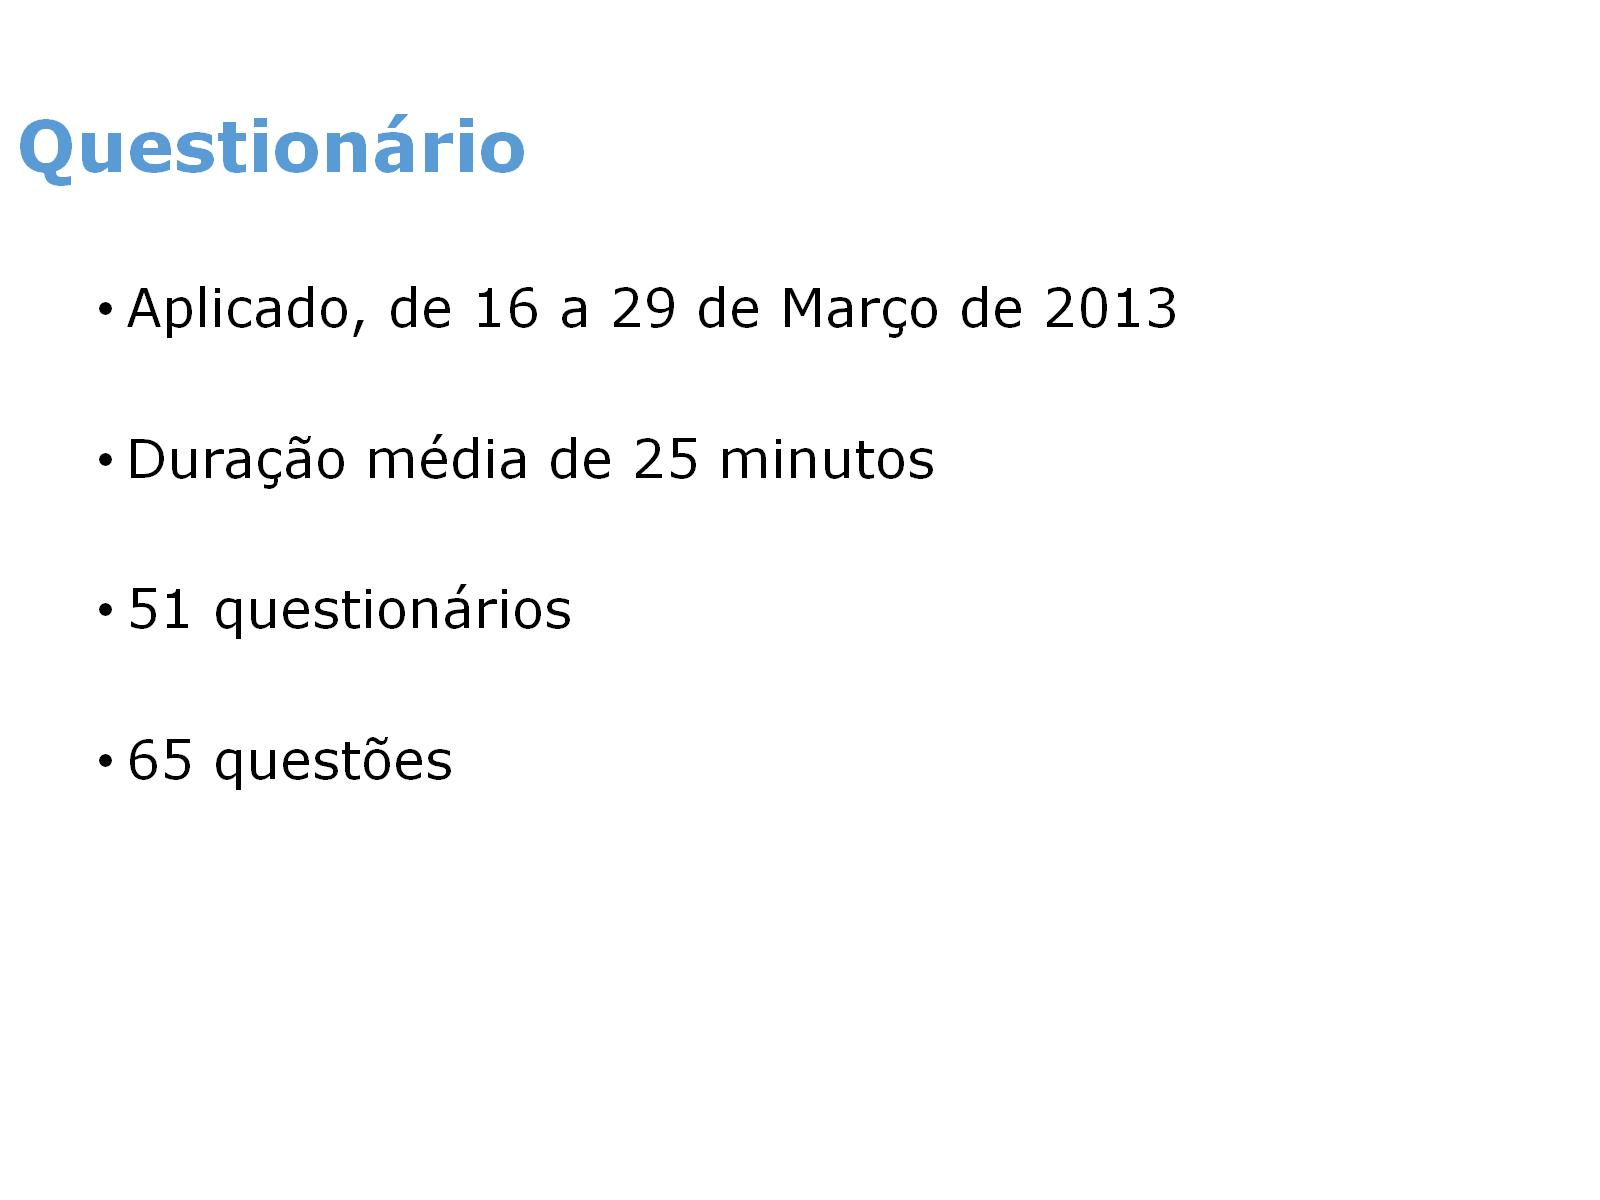 Questionário
• Aplicado, de 16 a 29 de Março de 2013
• Duração média de 25 minutos
• 51 questionários
• 65 questões